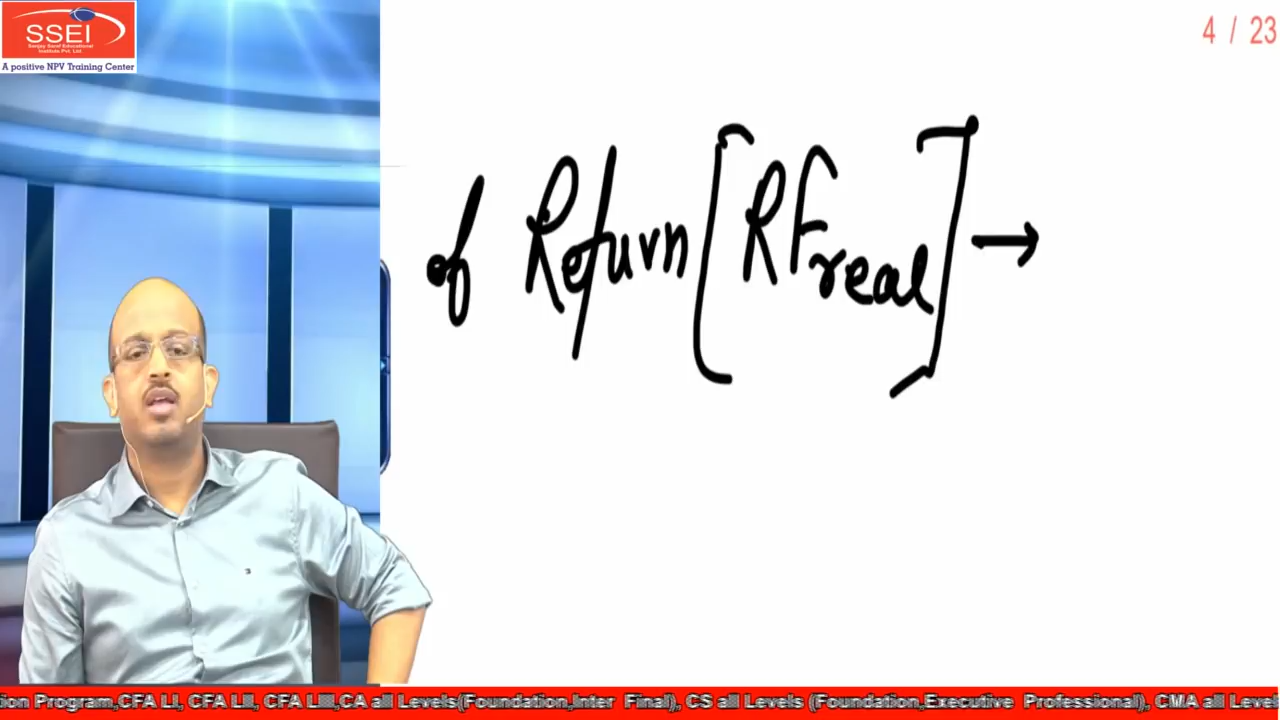 SSEI
Sanjay Saraf Educational
Institute Pvt. Ltd
A positive NPV Training Center
4 / 23
of Return [RFreal] →
ion Program,CFA LI, CFA LII, CFA LIII,CA all Levels(Foundation,Inter Final), CS all Levels (Foundation,Executive Professional), CMA all Level